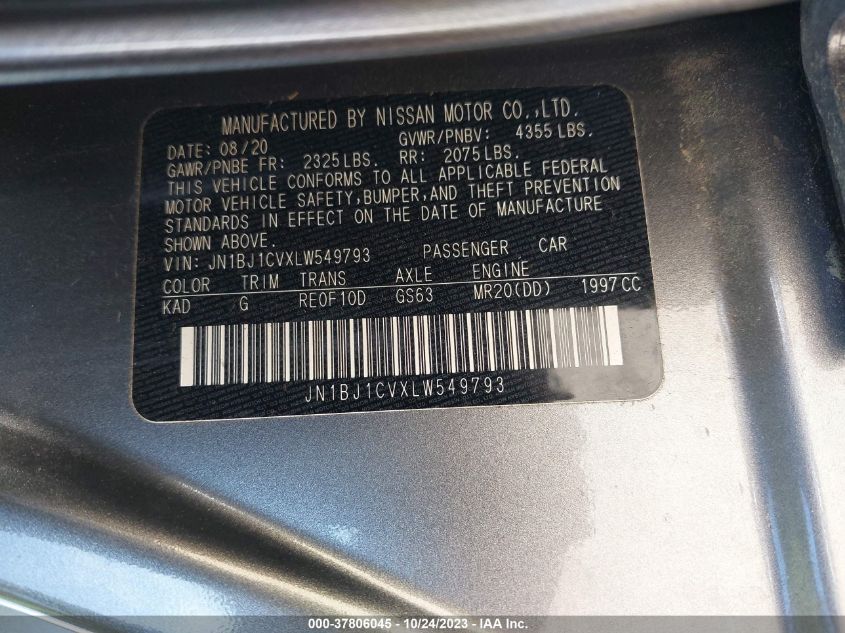 MANUFACTURED BY NISSAN MOTOR CO.,LTD.
DATE: 08/20 GVWR/PNBV: 4355 LBS.
GAWR/PNBE FR: 2325 LBS. RR: 2075 LBS.
THIS VEHICLE CONFORMS TO ALL APPLICABLE FEDERAL
MOTOR VEHICLE SAFETY,BUMPER,AND THEFT PREVENTION
STANDARDS IN EFFECT ON THE DATE OF MANUFACTURE
SHOWN ABOVE.
VIN: JN1BJ1CVXLW549793 PASSENGER CAR
COLOR TRIM TRANS AXLE ENGINE
KAD G RE0F10D GS63 MR20(DD) 1997 CC
JN1BJ1CVXLW549793
000-37806045 - 10/24/2023 - © IAA Inc.